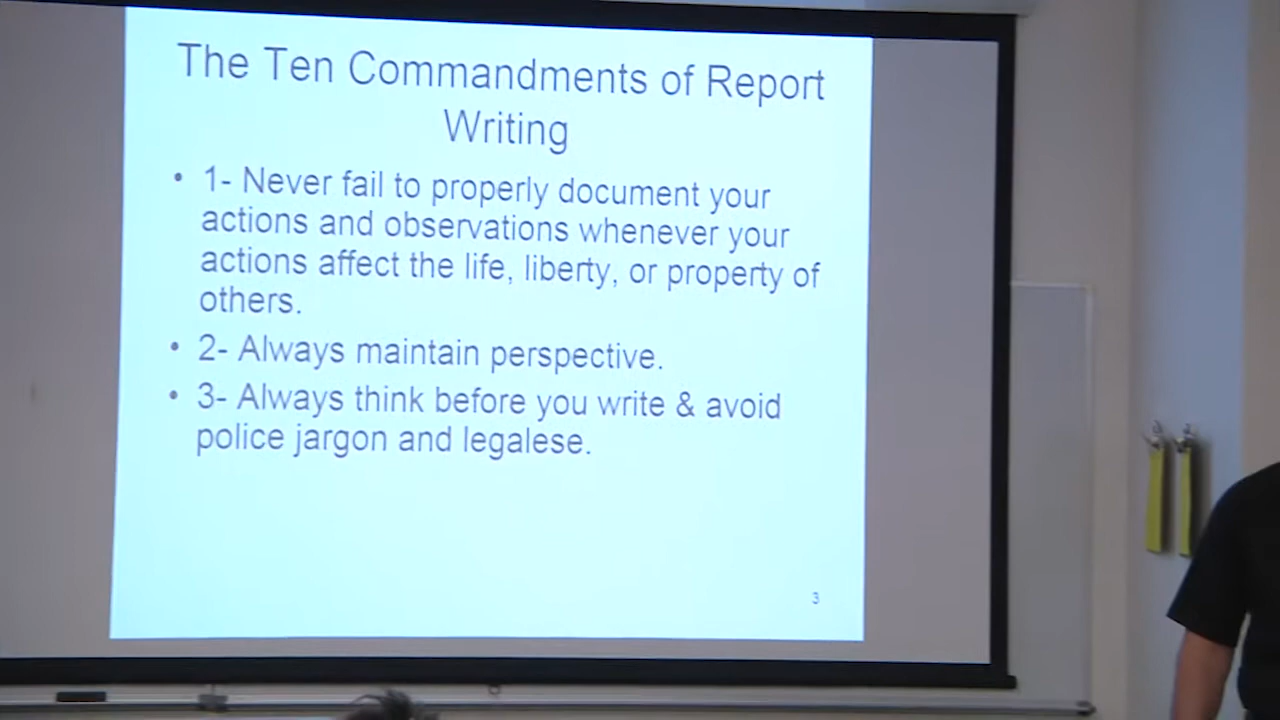 The Ten Commandments of Report
Writing
• 1- Never fail to properly document your
actions and observations whenever your
actions affect the life, liberty, or property of
others.
• 2- Always maintain perspective.
• 3- Always think before you write & avoid
police jargon and legalese.
3